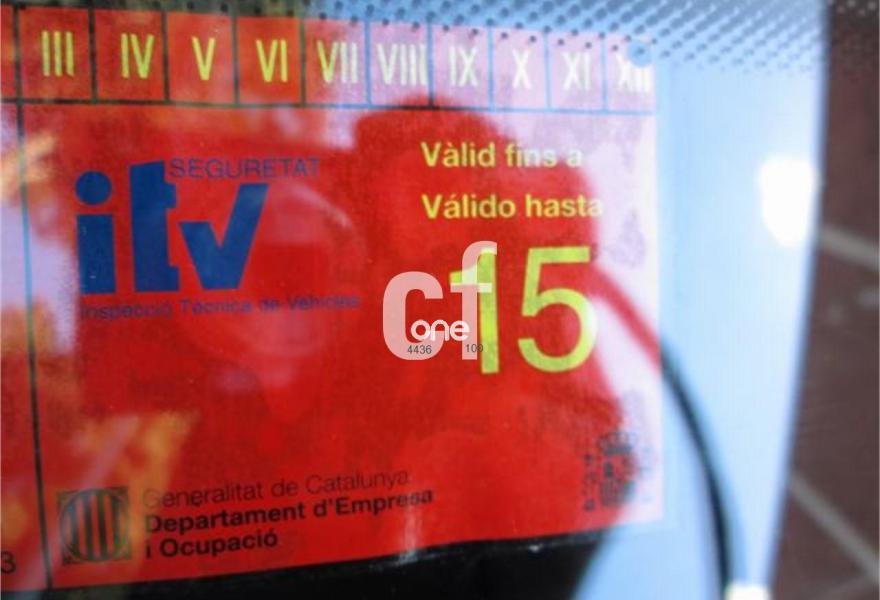 III IV V VI VII VIII IX X XI XII
itv SEGURETAT
Inspecció Tècnica de Vehicles
Vàlid fins a
Válido hasta
15
cf one
4436 100
Generalitat de Catalunya
Departament d'Empresa
i Ocupació
3